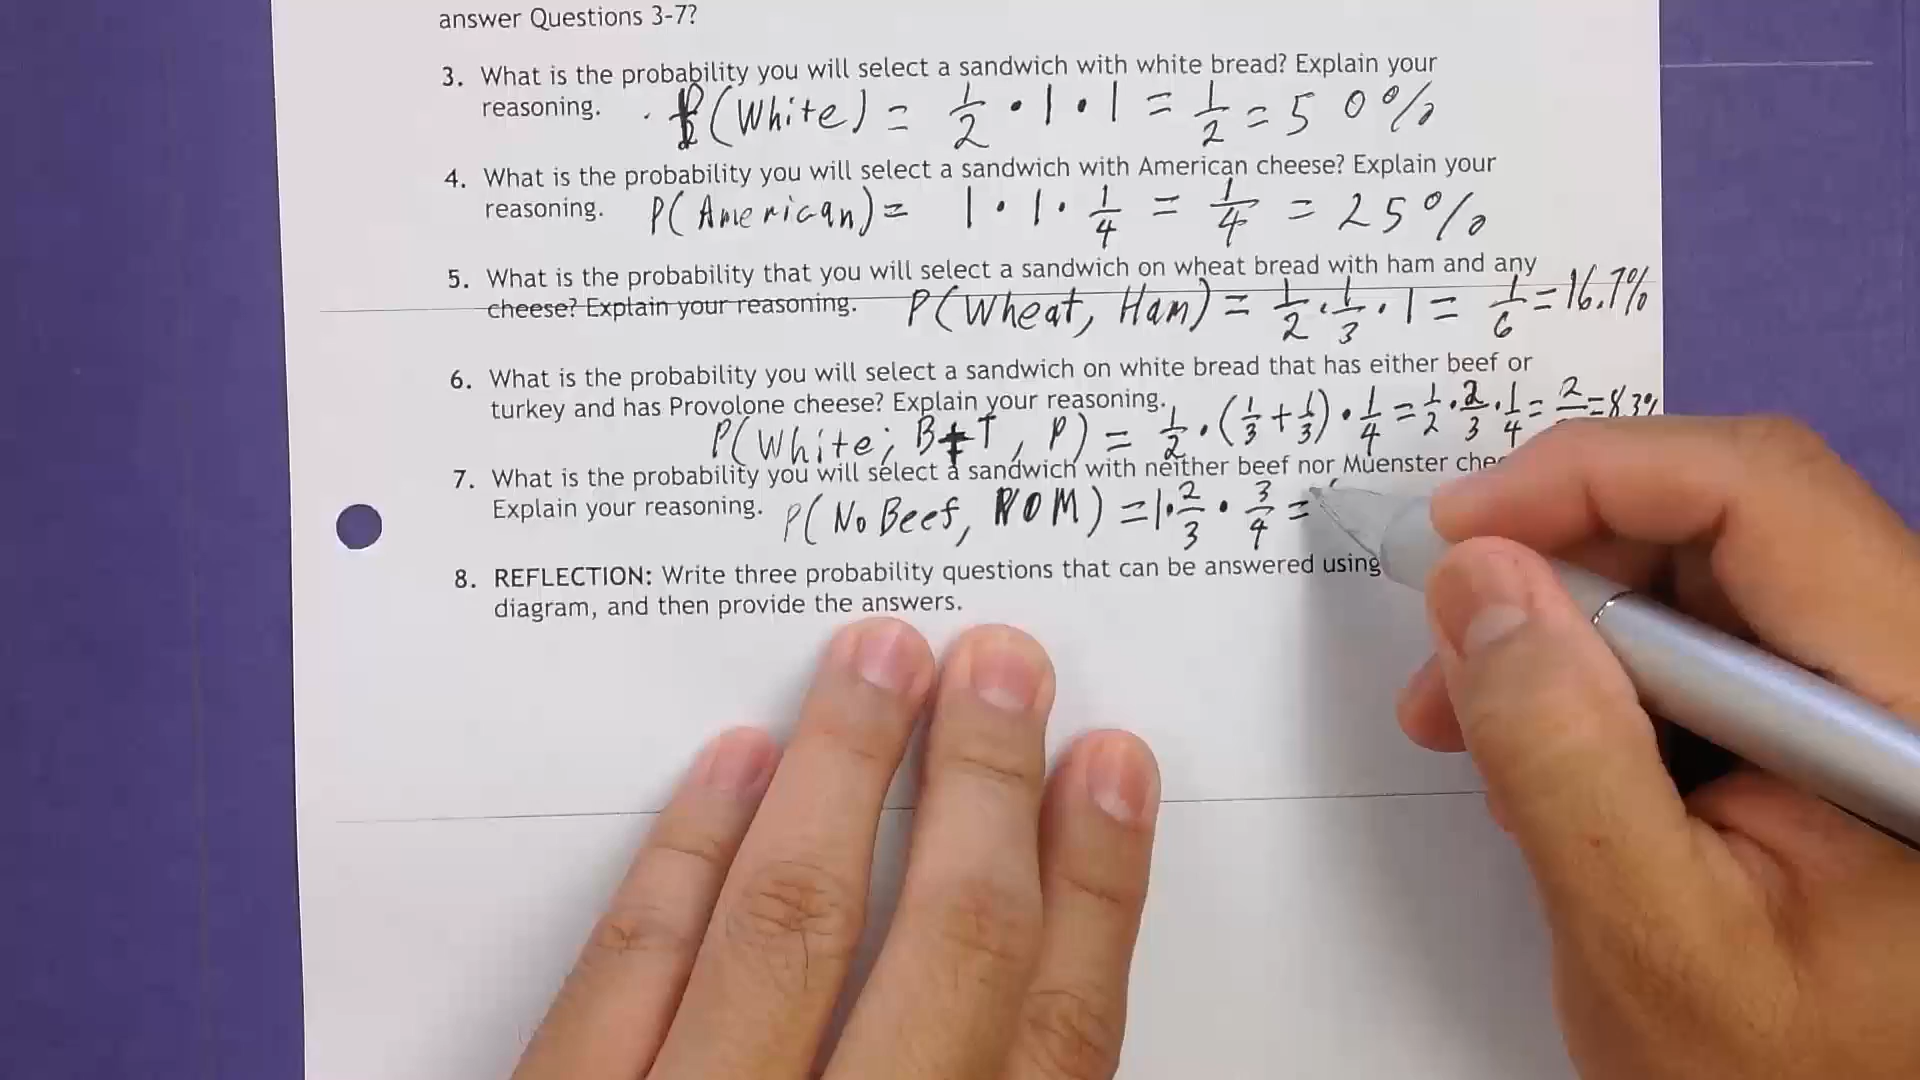 answer Questions 3-7?
3. What is the probability you will select a sandwich with white bread? Explain your
reasoning. P(White) = 1/2 · 1 · 1 = 1/2 = 50%
4. What is the probability you will select a sandwich with American cheese? Explain your
reasoning. P(American) = 1 · 1 · 1/4 = 1/4 = 25%
5. What is the probability that you will select a sandwich on wheat bread with ham and any
cheese? Explain your reasoning. P(Wheat, Ham) = 1/2 · 1/3 · 1 = 1/6 = 16.7%
6. What is the probability you will select a sandwich on white bread that has either beef or
turkey and has Provolone cheese? Explain your reasoning.
P(White, B+T, P) = 1/2 · (1/3 + 1/3) · 1/4 = 1/2 · 2/3 · 1/4 = 2/ = 8.3%
7. What is the probability you will select a sandwich with neither beef nor Muenster chee
Explain your reasoning. P(No Beef, NOM) = 1 · 2/3 · 3/4 =
8. REFLECTION: Write three probability questions that can be answered using
diagram, and then provide the answers.